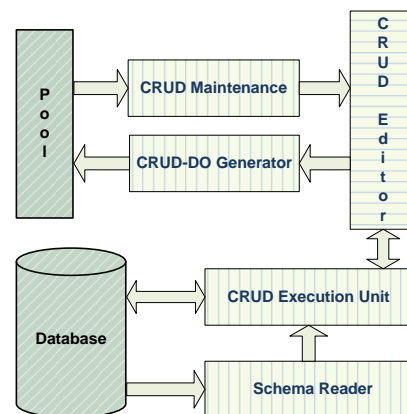 Pool
CRUD Maintenance
CRUD Editor
CRUD-DO Generator
CRUD Execution Unit
Database
Schema Reader